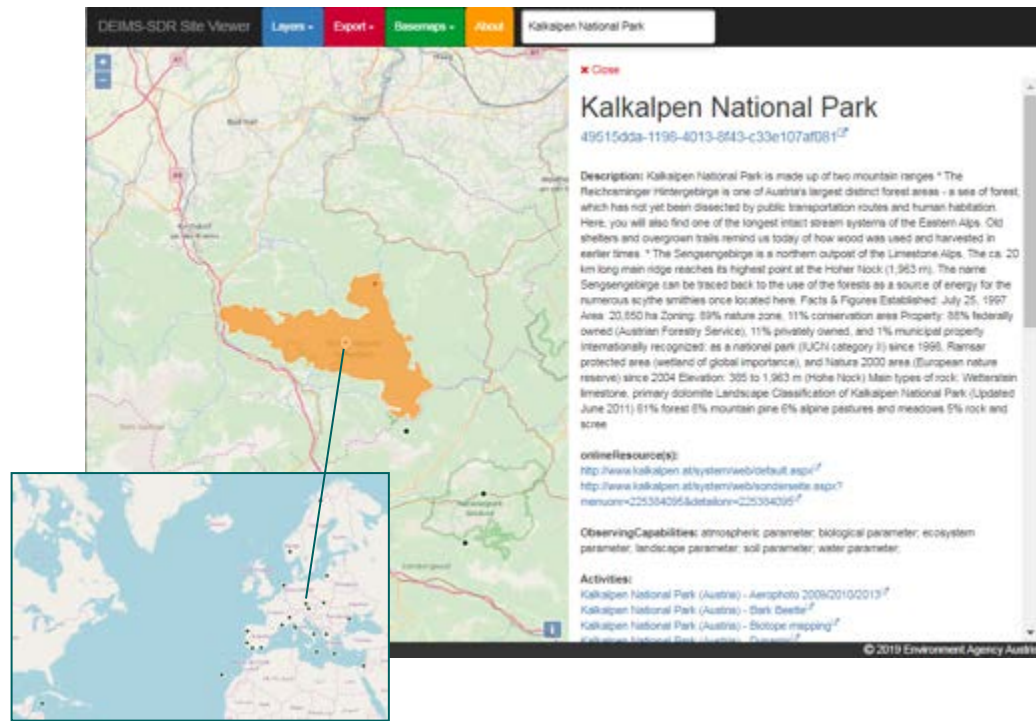 DEIMS-SDR Site Viewer Layers Export Basemaps About Kalkalpen National Park
Close
Kalkalpen National Park
49515dda-1198-4013-8f43-c33e107af081
Description: Kalkalpen National Park is made up of two mountain ranges * The
Reichraminger Hintergebirge is one of Austria's largest distinct forest areas - a sea of forest,
which has not yet been dissected by public transportation routes and human habitation.
Here, you will also find one of the longest intact stream systems of the Eastern Alps. Old
shelters and overgrown trails remind us today of how wood was used and harvested in
earlier times. * The Sengsengebirge is a northern outpost of the Limestone Alps. The ca. 20
km long main ridge reaches its highest point at the Hoher Nock (1,963 m). The name
Sengsengebirge can be traced back to the use of the forests as a source of energy for the
numerous scythe smithies once located here. Facts & Figures Established: July 25, 1997
Area: 20,850 ha Zoning: 89% nature zone, 11% conservation area Property: 88% federally
owned (Austrian Forestry Service), 11% privately owned, and 1% municipal property
Internationally recognized: as a national park (IUCN category II) since 1998, Ramsar
protected area (wetland of global importance), and Nature 2000 area (European nature
reserve) since 2004 Elevation: 385 to 1,963 m (Hohe Nock) Main types of rock: Wetterstein
limestone, primary dolomite Landscape Classification of Kalkalpen National Park (Updated
June 2011) 81% forest 8% mountain pine 6% alpine pastures and meadows 5% rock and
scree
onlineResource(s):
http://www.kalkalpen.at/system/web/default.aspx
http://www.kalkalpen.at/system/web/sonderseite.aspx?
menuonr=225384095&detailonr=225384095
ObservingCapabilities: atmospheric parameter; biological parameter; ecosystem
parameter; landscape parameter; soil parameter; water parameter;
Activities:
Kalkalpen National Park (Austria) - Aerophoto 2009/2010/2013
Kalkalpen National Park (Austria) - Bark Beetle
Kalkalpen National Park (Austria) - Biotope mapping
Kalkalpen National Park (Austria) -
© 2019 Environment Agency Austria